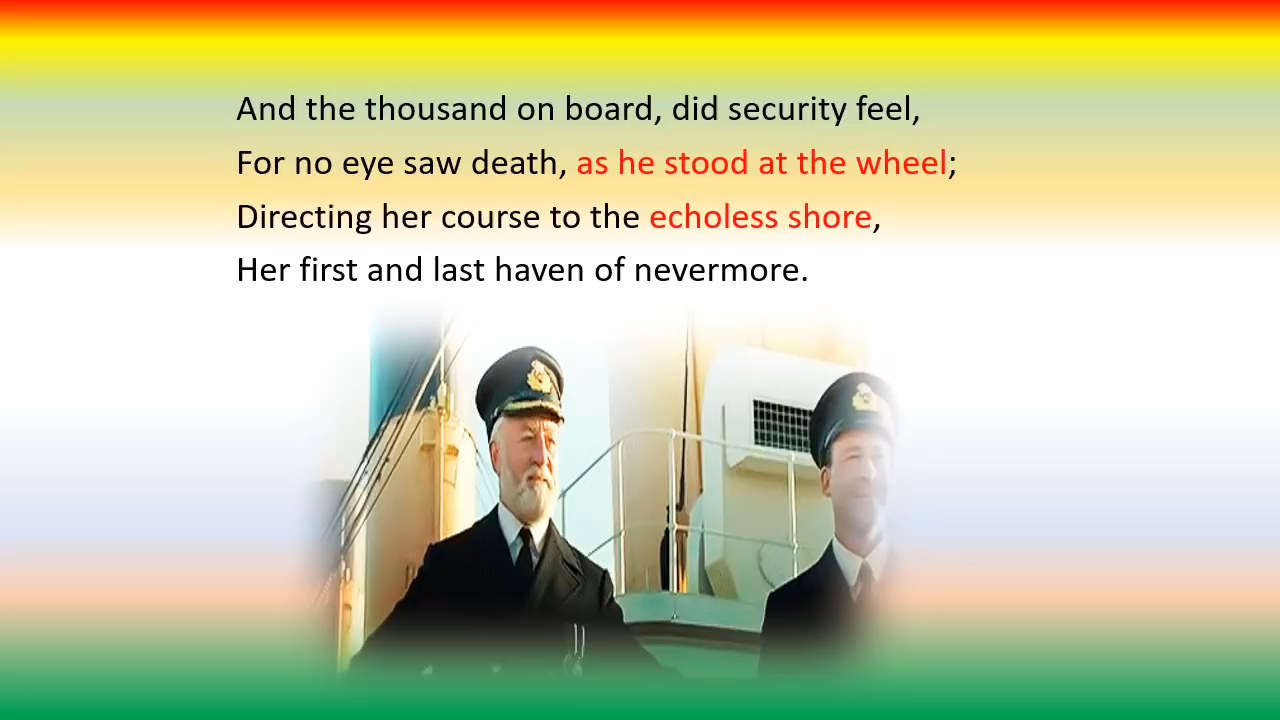 And the thousand on board, did security feel,
For no eye saw death, as he stood at the wheel;
Directing her course to the echoless shore,
Her first and last haven of nevermore.